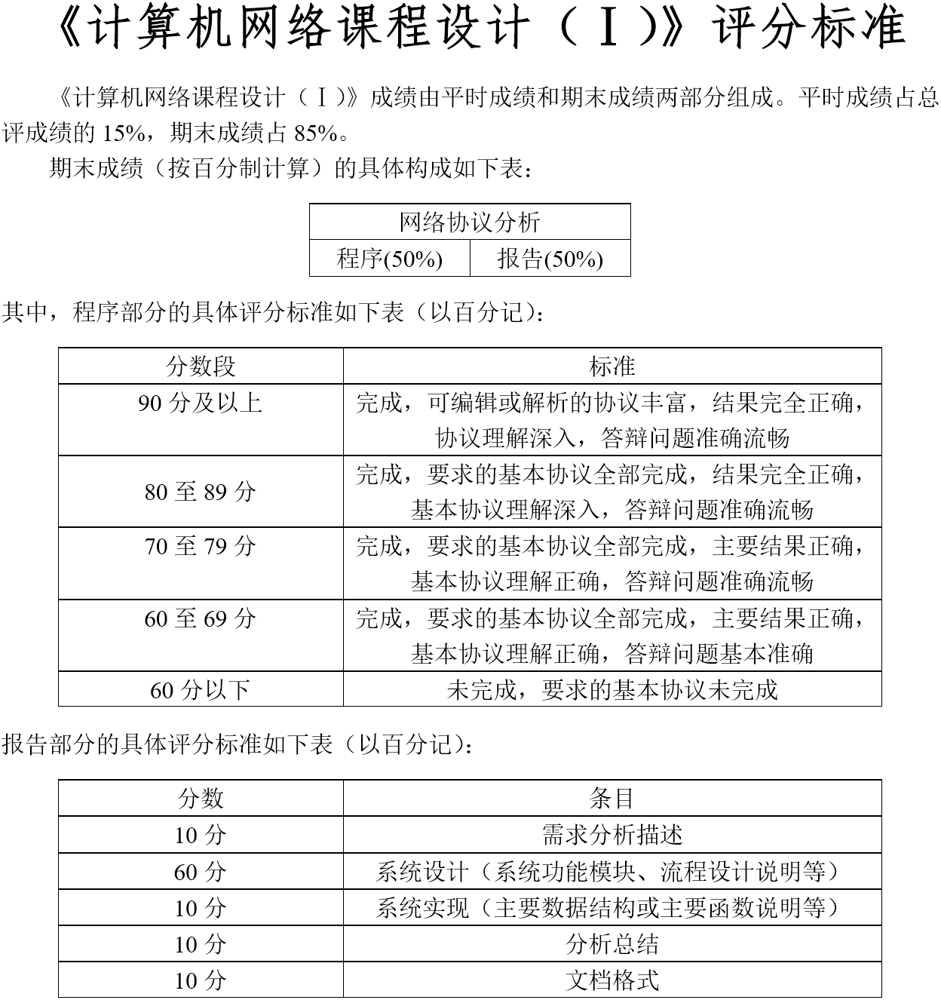 《计算机网络课程设计（Ⅰ）》评分标准
《计算机网络课程设计（Ⅰ）》成绩由平时成绩和期末成绩两部分组成。平时成绩占总
评成绩的 15%，期末成绩占 85%。
期末成绩（按百分制计算）的具体构成如下表：
网络协议分析
程序(50%) 报告(50%)
其中，程序部分的具体评分标准如下表（以百分记）：
分数段 标准
90 分及以上 完成，可编辑或解析的协议丰富，结果完全正确，
协议理解深入，答辩问题准确流畅
80 至 89 分 完成，要求的基本协议全部完成，结果完全正确，
基本协议理解深入，答辩问题准确流畅
70 至 79 分 完成，要求的基本协议全部完成，主要结果正确，
基本协议理解正确，答辩问题准确流畅
60 至 69 分 完成，要求的基本协议全部完成，主要结果正确，
基本协议理解正确，答辩问题基本准确
60 分以下 未完成，要求的基本协议未完成
报告部分的具体评分标准如下表（以百分记）：
分数 条目
10 分 需求分析描述
60 分 系统设计（系统功能模块、流程设计说明等）
10 分 系统实现（主要数据结构或主要函数说明等）
10 分 分析总结
10 分 文档格式